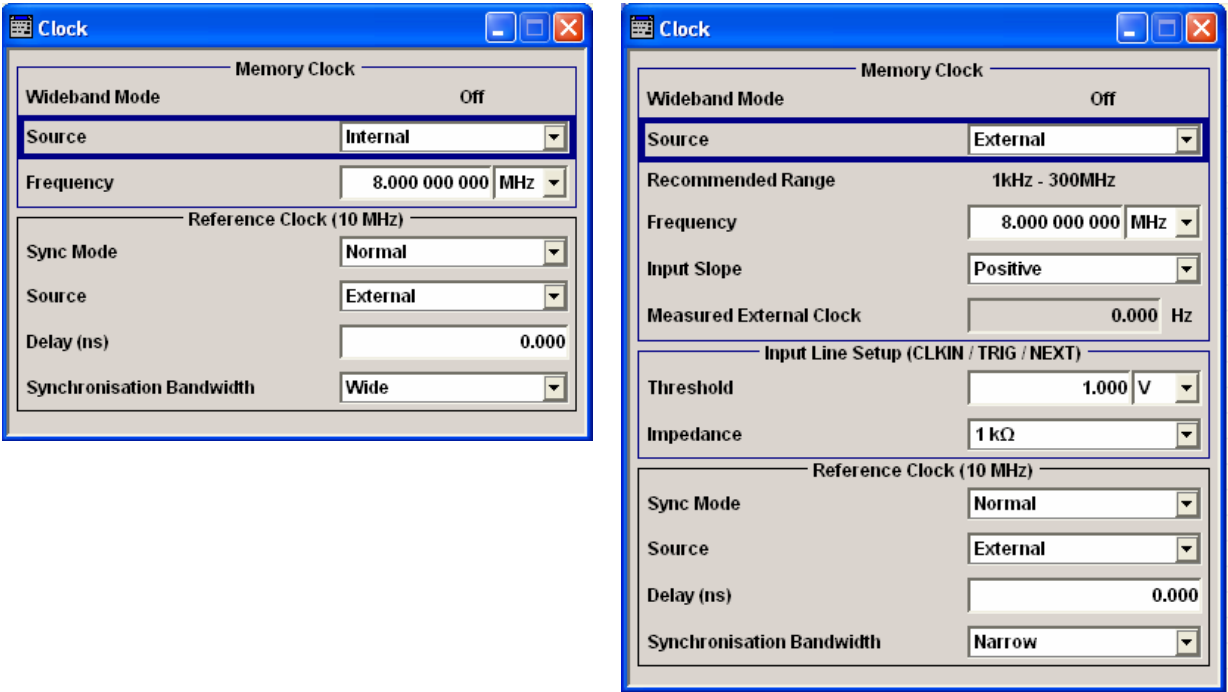 Clock
Memory Clock
Wideband Mode Off
Source Internal
Frequency 8.000 000 000 MHz
Reference Clock (10 MHz)
Sync Mode Normal
Source External
Delay (ns) 0.000
Synchronisation Bandwidth Wide
Clock
Memory Clock
Wideband Mode Off
Source External
Recommended Range 1kHz - 300MHz
Frequency 8.000 000 000 MHz
Input Slope Positive
Measured External Clock 0.000 Hz
Input Line Setup (CLKIN / TRIG / NEXT)
Threshold 1.000 V
Impedance 1 kΩ
Reference Clock (10 MHz)
Sync Mode Normal
Source External
Delay (ns) 0.000
Synchronisation Bandwidth Narrow